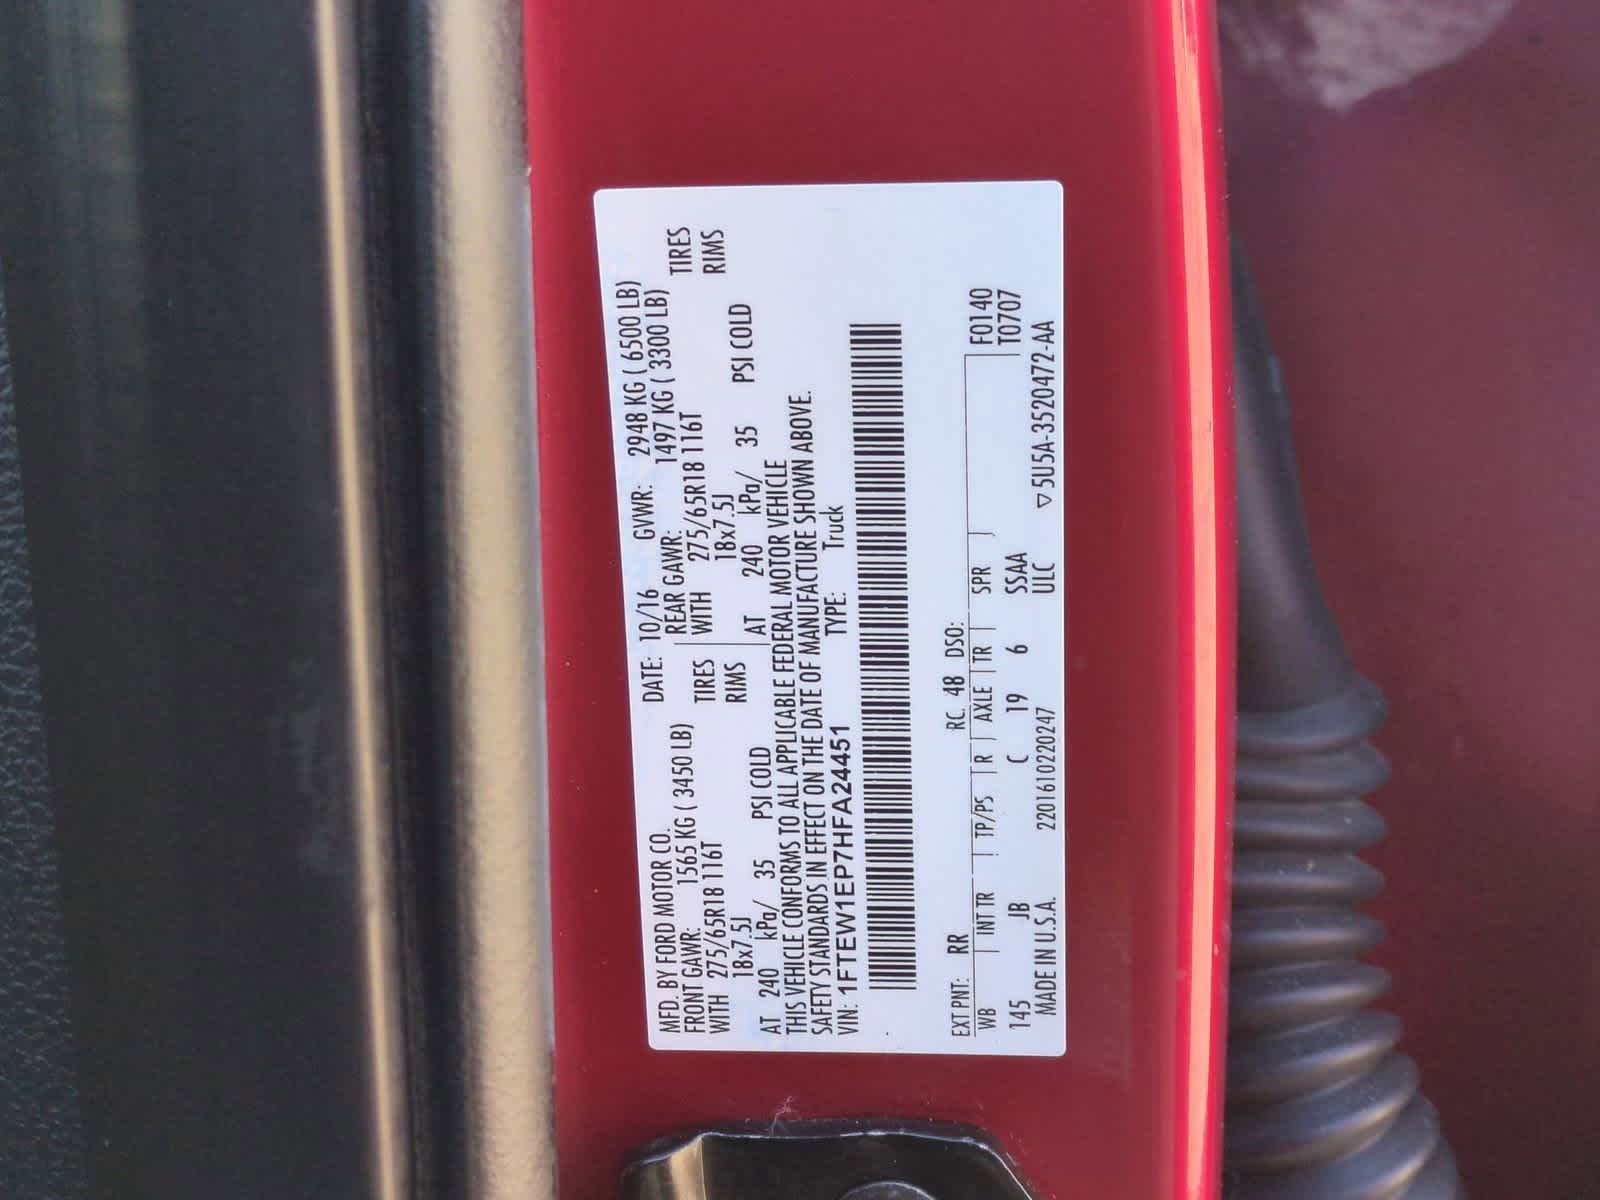 MFD. BY FORD MOTOR CO. DATE: 10/16 GVWR: 2948 KG ( 6500 LB)
FRONT GAWR: 1565 KG ( 3450 LB) REAR GAWR: 1497 KG ( 3300 LB)
WITH 275/65R18 116T TIRES WITH 275/65R18 116T TIRES
18x7.5J RIMS 18x7.5J RIMS
AT 240 kPa/ 35 PSI COLD AT 240 kPa/ 35 PSI COLD
THIS VEHICLE CONFORMS TO ALL APPLICABLE FEDERAL MOTOR VEHICLE
SAFETY STANDARDS IN EFFECT ON THE DATE OF MANUFACTURE SHOWN ABOVE.
VIN: 1FTEW1EP7HFA24451 TYPE: Truck
EXT PNT: RR RC: 48 DSO: F0140
WB INT TR TP/PS R AXLE TR SPR T0707
145 JB C 19 6 SSAA
MADE IN U.S.A. 2201610220247 ULC ▽5U5A-3520472-AA